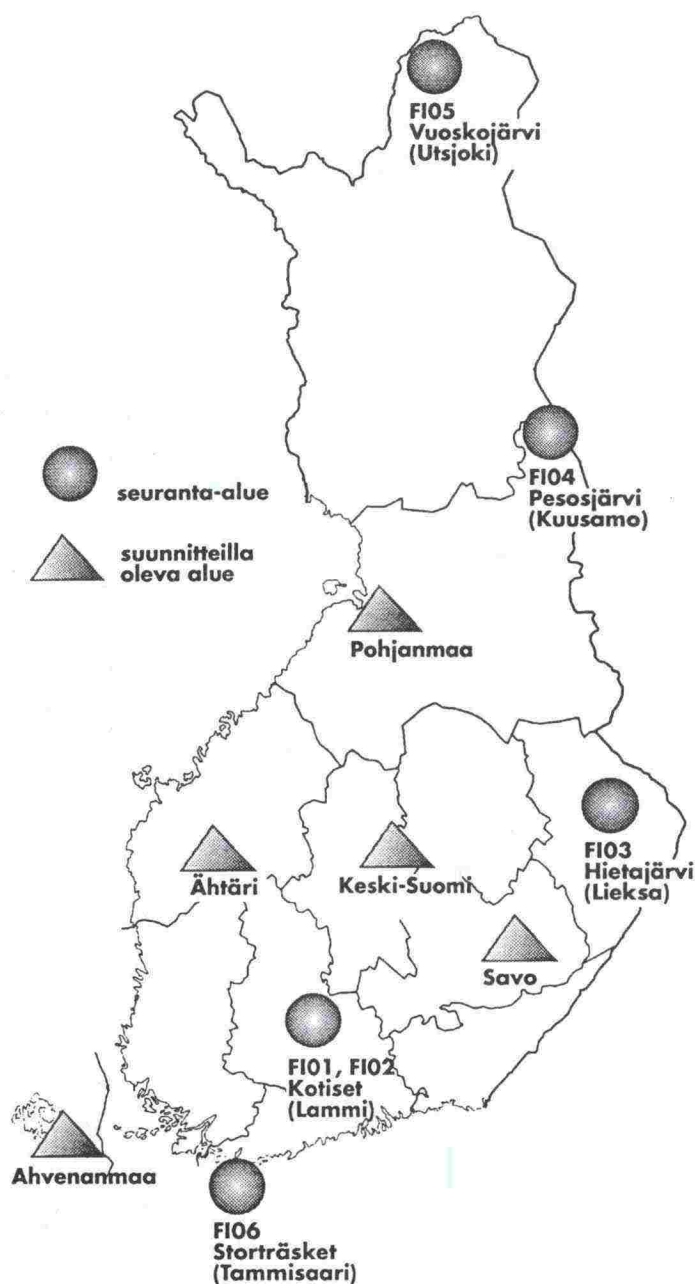 FI05
Vuoskojärvi
(Utsjoki)
FI04
Pesosjärvi
(Kuusamo)
seuranta-alue
suunnitteilla
oleva alue
Pohjanmaa
FI03
Hietajärvi
(Lieksa)
Ähtäri
Keski-Suomi
Savo
FI01, FI02
Kotiset
(Lammi)
Ahvenanmaa
FI06
Storträsket
(Tammisaari)